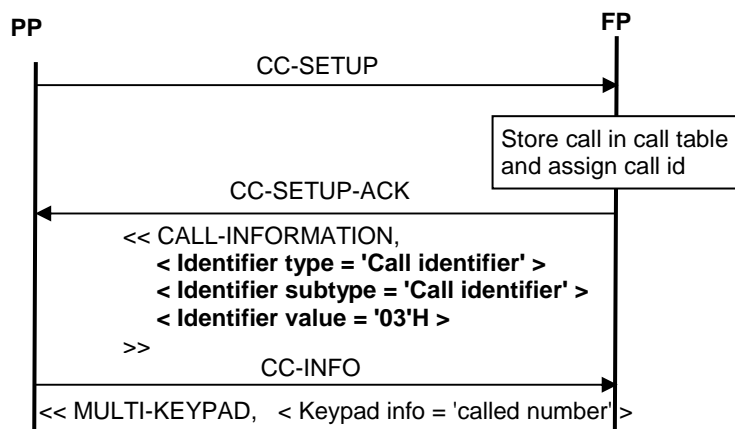 PP
FP
CC-SETUP
Store call in call table
and assign call id
CC-SETUP-ACK
<< CALL-INFORMATION,
< Identifier type = 'Call identifier' >
< Identifier subtype = 'Call identifier' >
< Identifier value = '03'H >
>>
CC-INFO
<< MULTI-KEYPAD, < Keypad info = 'called number' >